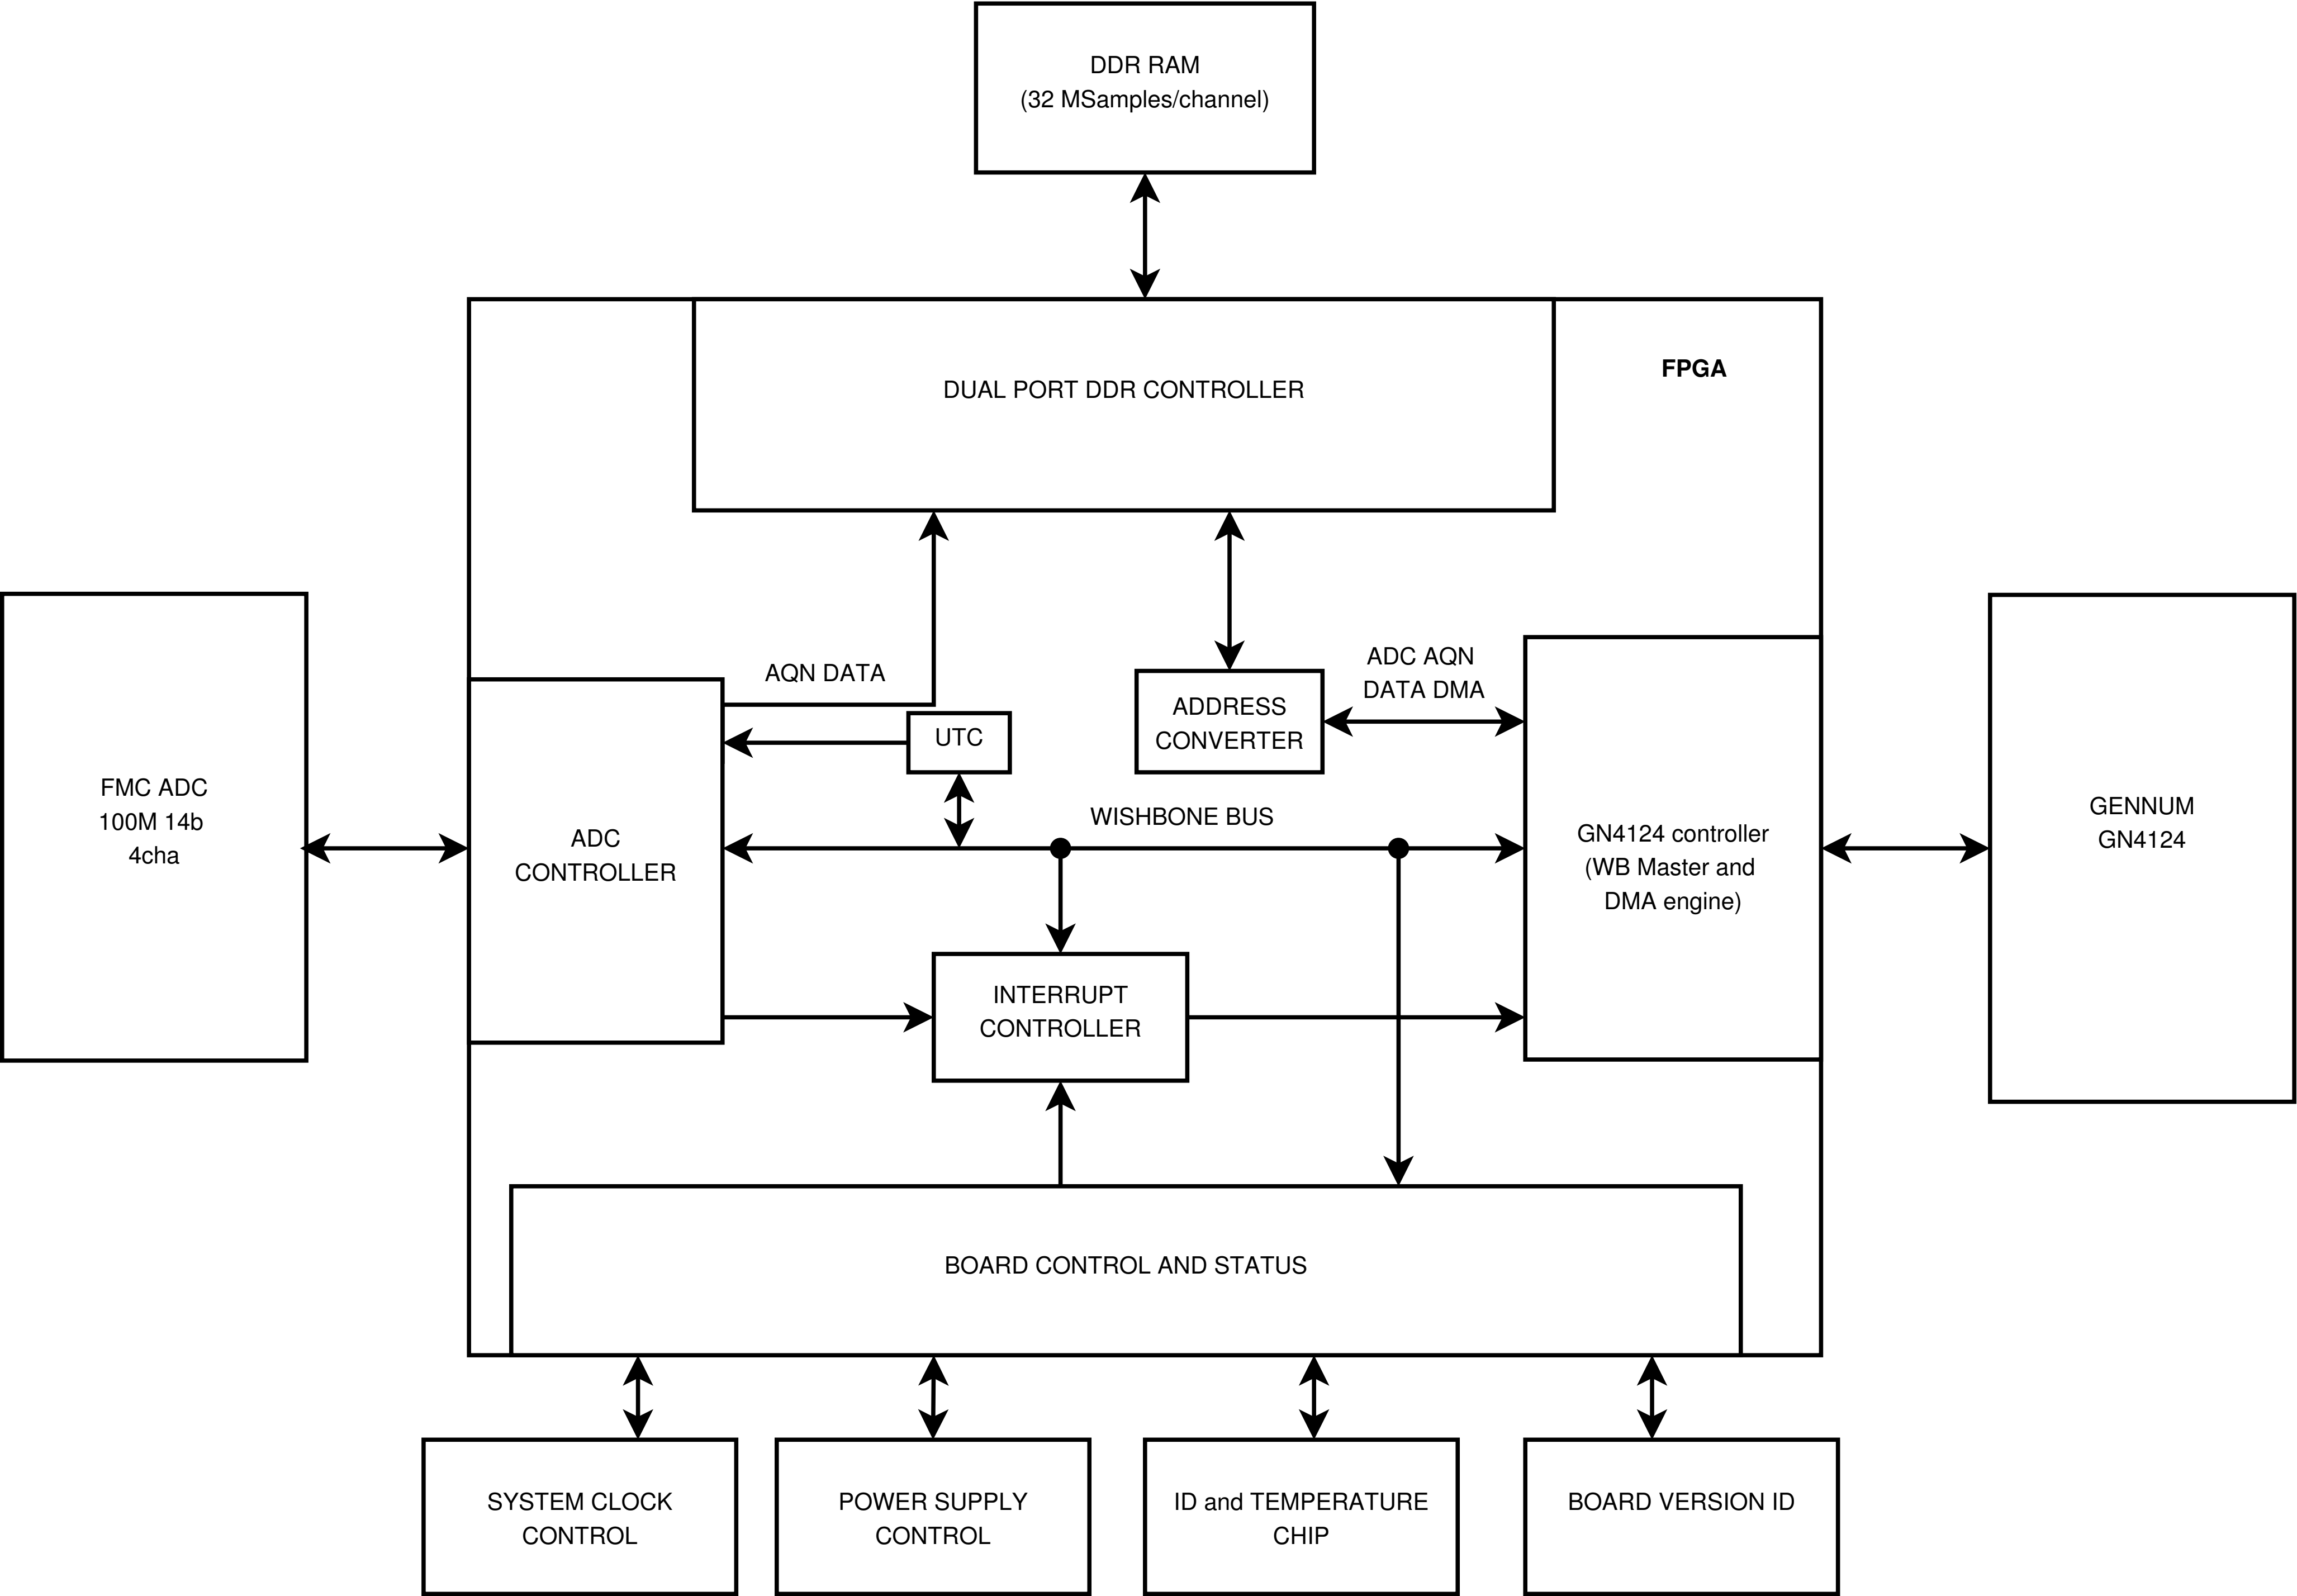 DDR RAM
(32 MSamples/channel)
DUAL PORT DDR CONTROLLER
FPGA
AQN DATA
ADC AQN
DATA DMA
UTC
ADDRESS
CONVERTER
WISHBONE BUS
FMC ADC
100M 14b
4cha
ADC
CONTROLLER
GN4124 controller
(WB Master and
DMA engine)
GENNUM
GN4124
INTERRUPT
CONTROLLER
BOARD CONTROL AND STATUS
SYSTEM CLOCK
CONTROL
POWER SUPPLY
CONTROL
ID and TEMPERATURE
CHIP
BOARD VERSION ID